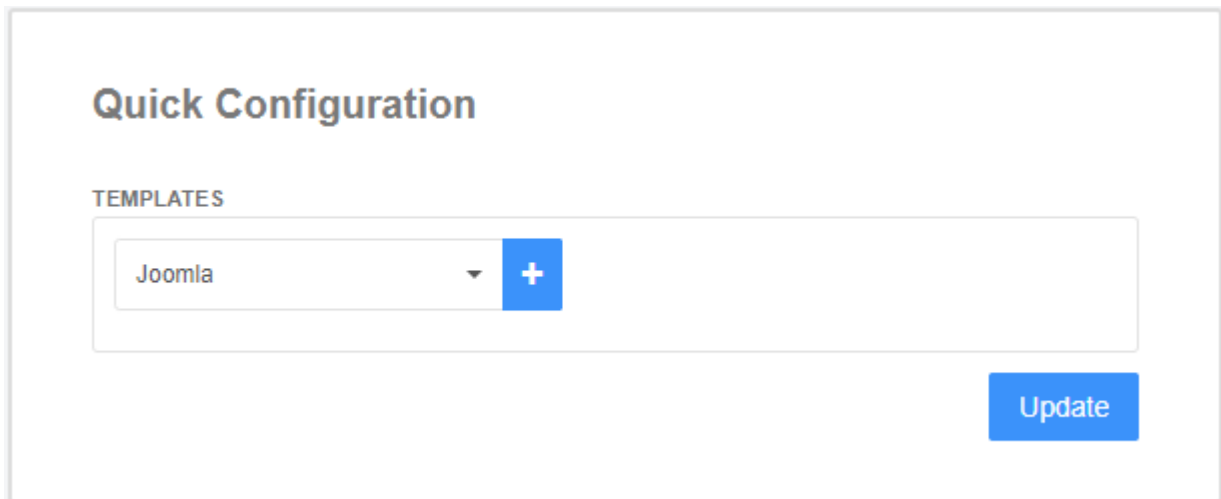 Quick Configuration
TEMPLATES
Joomla
+
Update